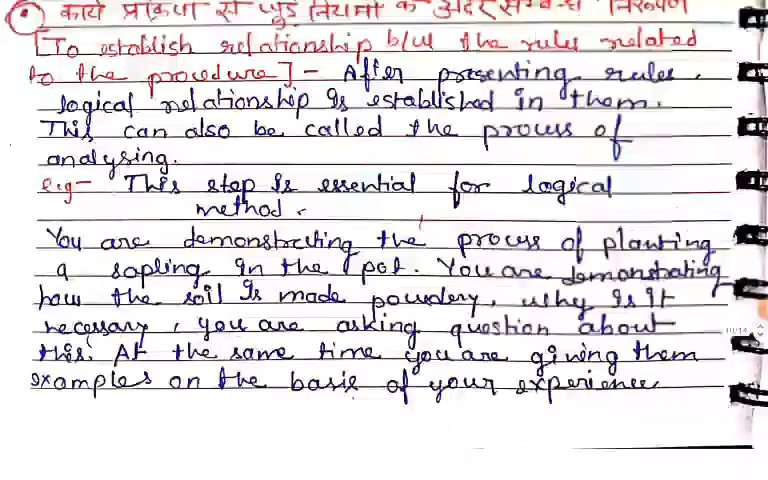 कार्य प्रक्रिया से जुड़े नियमों के अंदर सम्बन्ध निरूपण
[To establish relationship b/w the rules related
to the procedure] - After presenting rules,
logical relationship is established in them.
This can also be called the process of
analysing.
e.g - This step is essential for logical
method.
You are demonstrating the process of planting
a sapling in the pot. You are demonstrating
how the soil is made powdery, why is it
necessary, you are asking question about
this. At the same time you are giving them
examples on the basis of your experience.